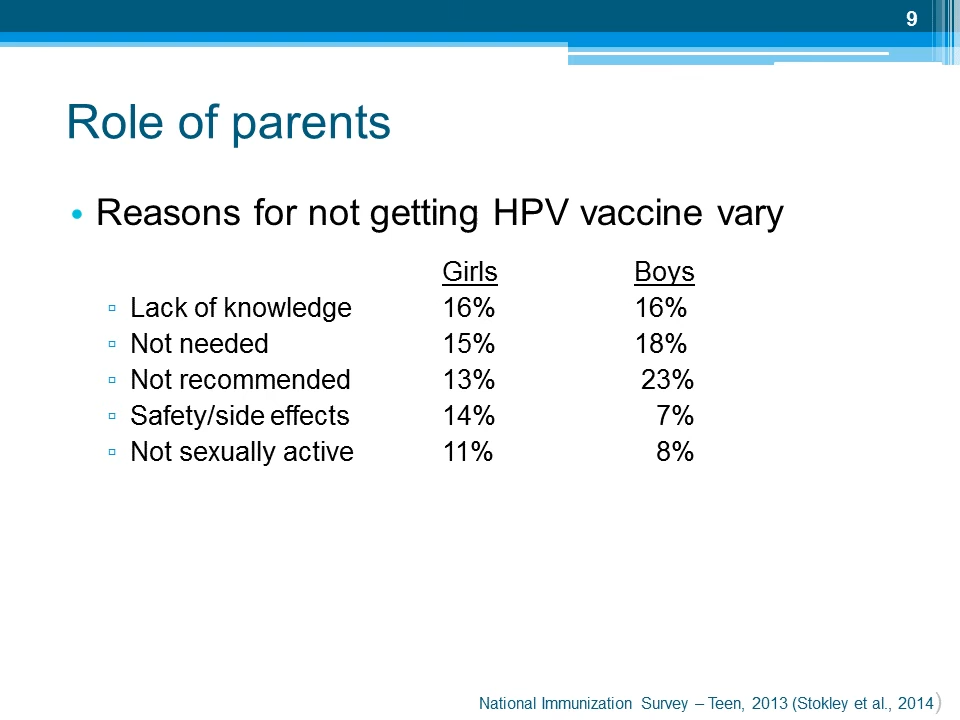 9
Role of parents
• Reasons for not getting HPV vaccine vary
Girls Boys
▫ Lack of knowledge 16% 16%
▫ Not needed 15% 18%
▫ Not recommended 13% 23%
▫ Safety/side effects 14% 7%
▫ Not sexually active 11% 8%
National Immunization Survey – Teen, 2013 (Stokley et al., 2014)